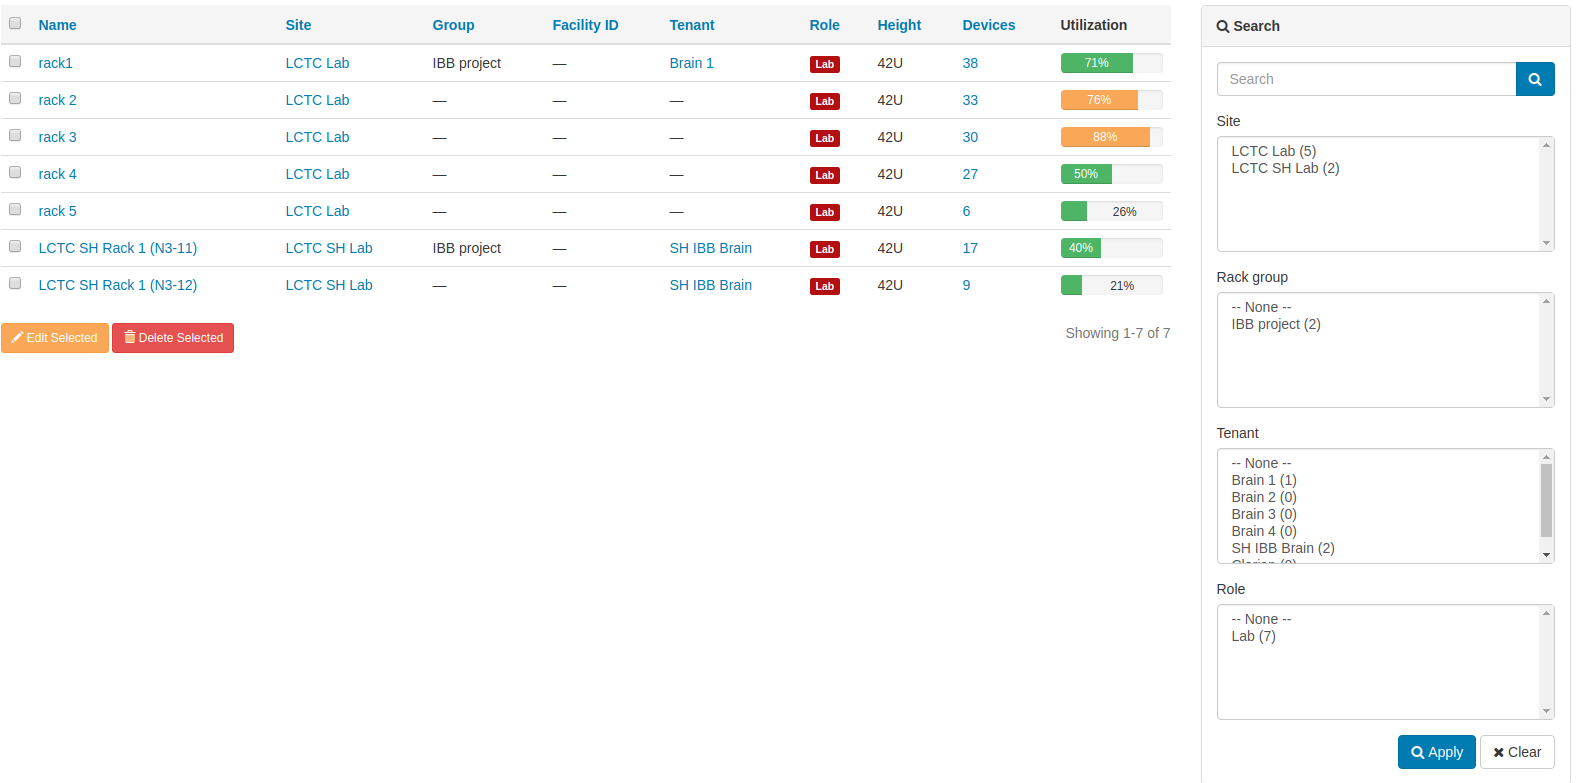 Name Site Group Facility ID Tenant Role Height Devices Utilization
rack1 LCTC Lab IBB project — Brain 1 Lab 42U 38 71%
rack 2 LCTC Lab — — — Lab 42U 33 76%
rack 3 LCTC Lab — — — Lab 42U 30 88%
rack 4 LCTC Lab — — — Lab 42U 27 50%
rack 5 LCTC Lab — — — Lab 42U 6 26%
LCTC SH Rack 1 (N3-11) LCTC SH Lab IBB project — SH IBB Brain Lab 42U 17 40%
LCTC SH Rack 1 (N3-12) LCTC SH Lab — — SH IBB Brain Lab 42U 9 21%
Edit Selected Delete Selected Showing 1-7 of 7
Search
Search
Site
LCTC Lab (5)
LCTC SH Lab (2)
Rack group
-- None --
IBB project (2)
Tenant
-- None --
Brain 1 (1)
Brain 2 (0)
Brain 3 (0)
Brain 4 (0)
SH IBB Brain (2)
Role
-- None --
Lab (7)
Apply Clear